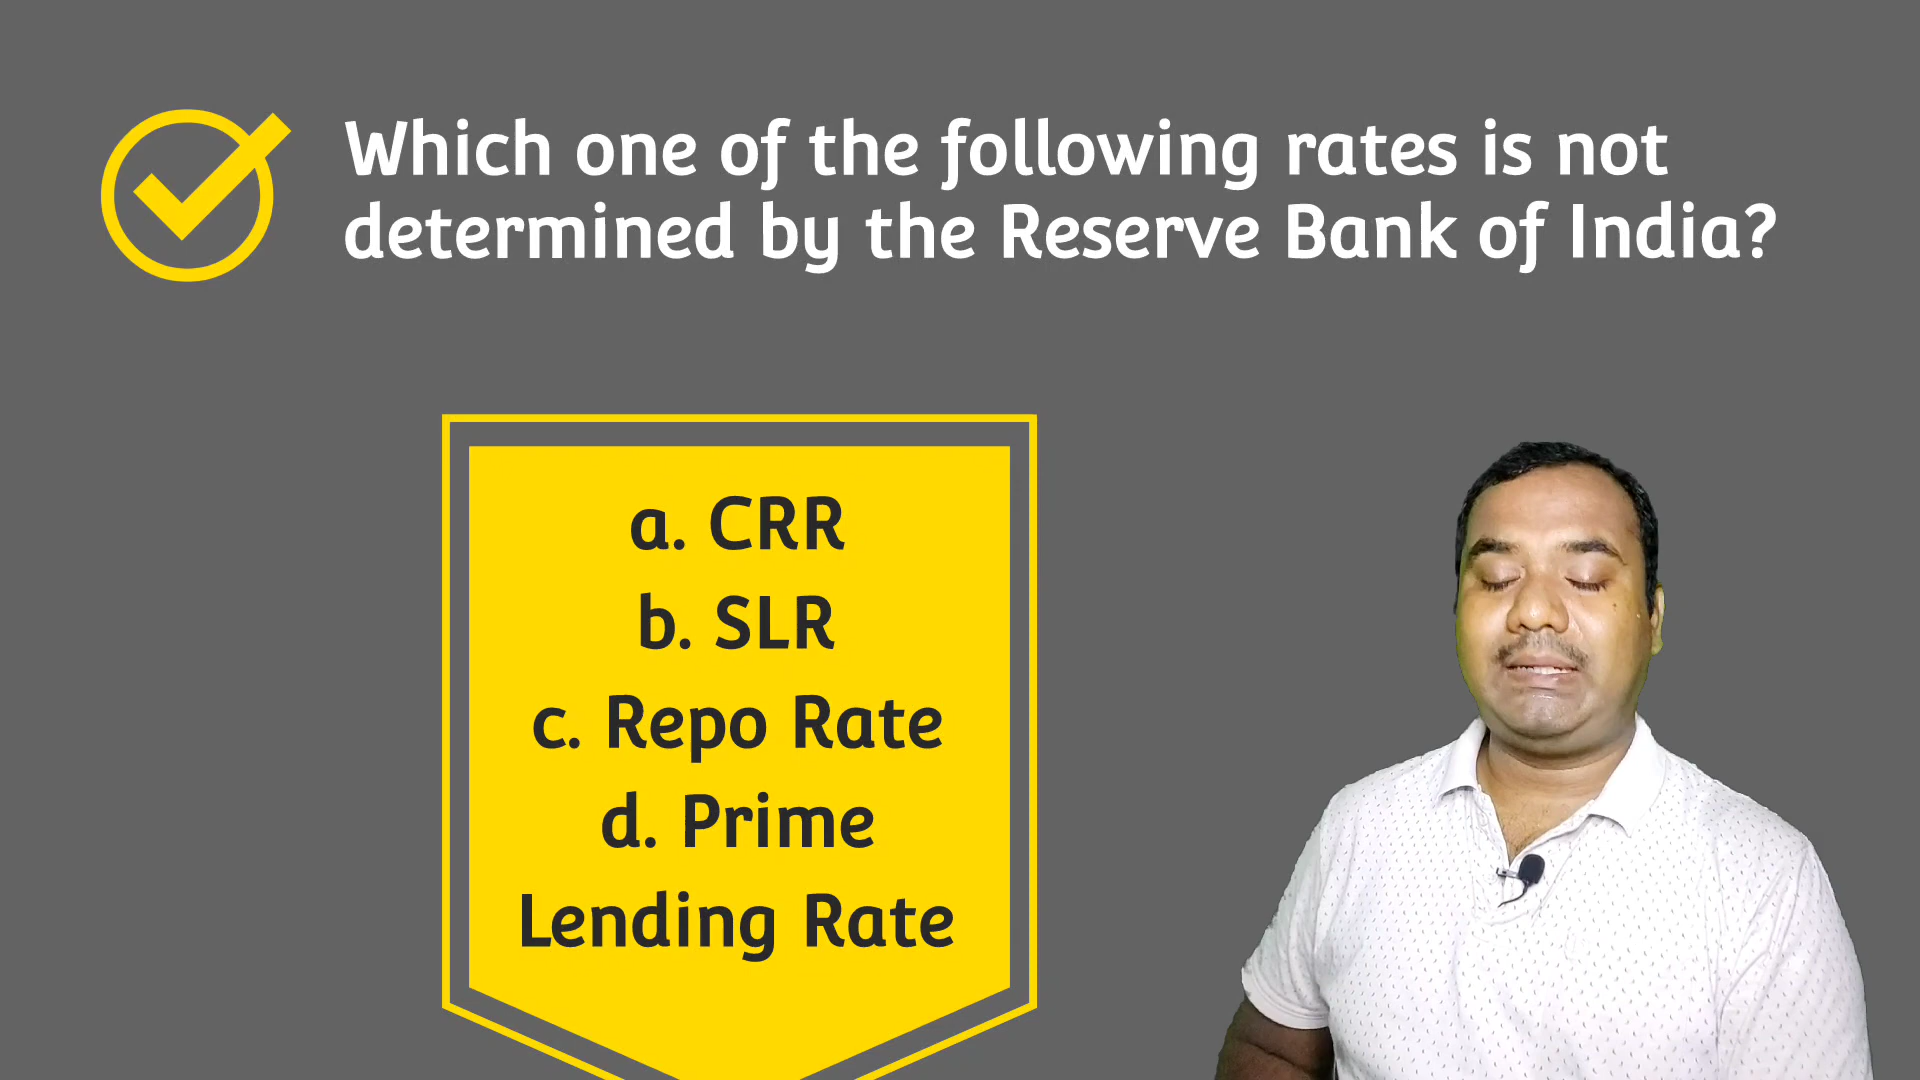 Which one of the following rates is not
determined by the Reserve Bank of India?
a. CRR
b. SLR
c. Repo Rate
d. Prime
Lending Rate